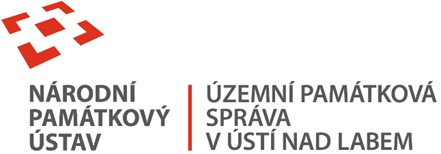 NÁRODNÍ
PAMÁTKOVÝ
ÚSTAV
ÚZEMNÍ PAMÁTKOVÁ
SPRÁVA
V ÚSTÍ NAD LABEM